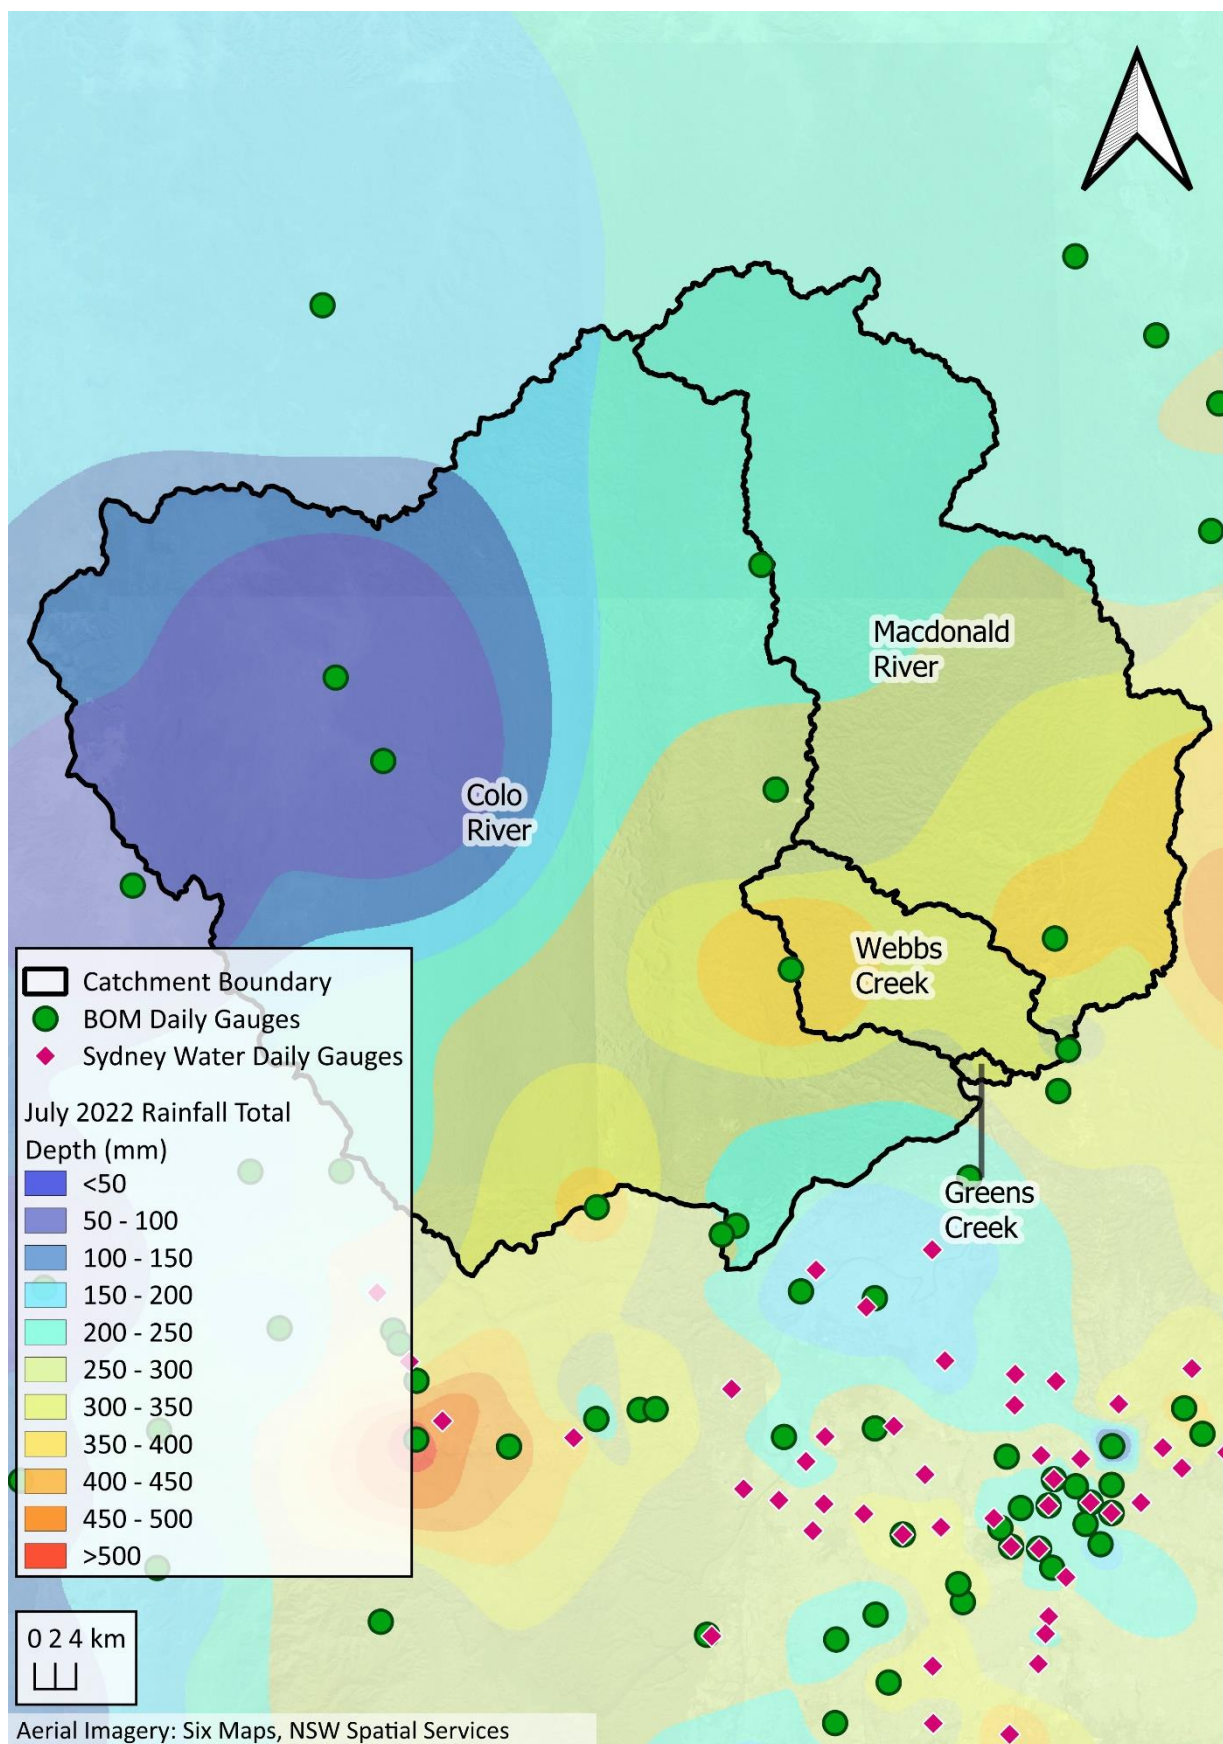 Macdonald
River
Colo
River
Webbs
Creek
Greens
Creek
Catchment Boundary
BOM Daily Gauges
Sydney Water Daily Gauges
July 2022 Rainfall Total
Depth (mm)
<50
50 - 100
100 - 150
150 - 200
200 - 250
250 - 300
300 - 350
350 - 400
400 - 450
450 - 500
>500
0 2 4 km
Aerial Imagery: Six Maps, NSW Spatial Services